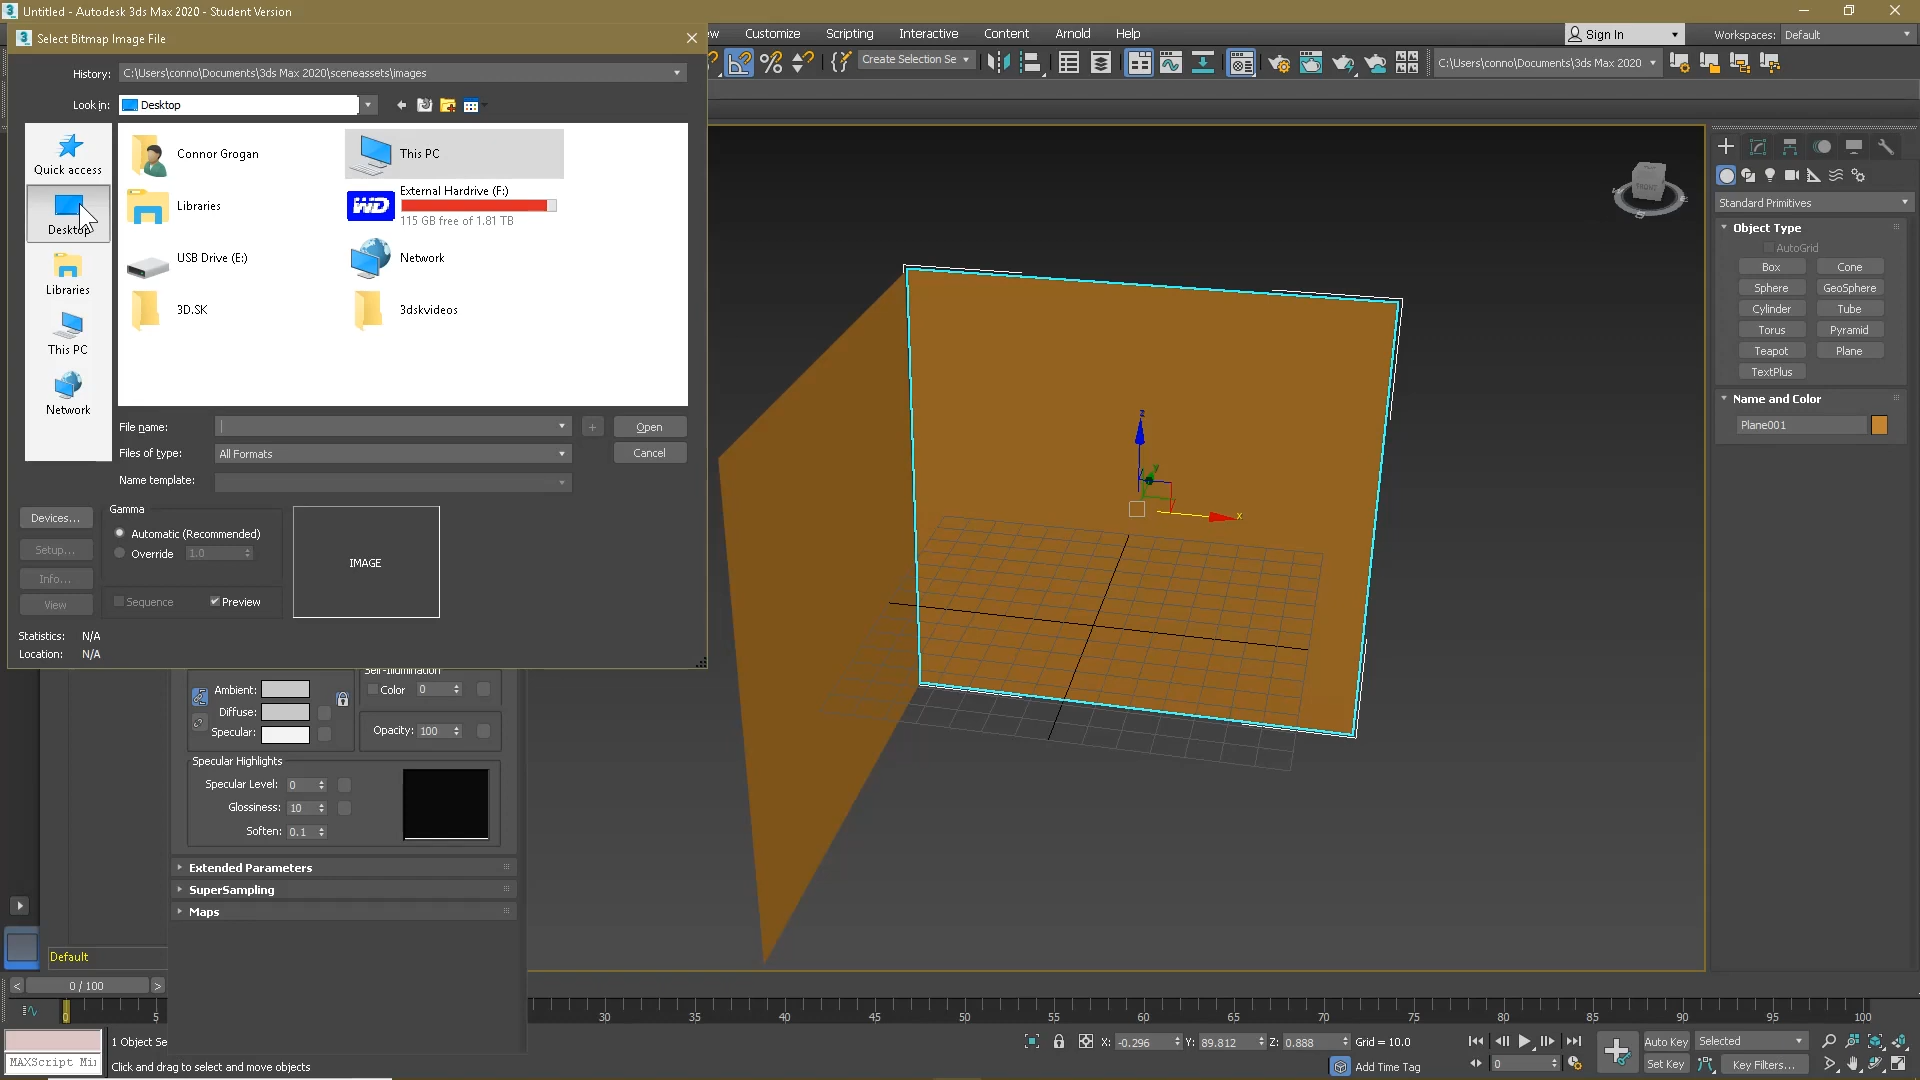 Untitled - Autodesk 3ds Max 2020 - Student Version
Select Bitmap Image File
Customize Scripting Interactive Content Arnold Help
Sign In Workspaces: Default
History: C:\Users\conno\Documents\3ds Max 2020\sceneassets\images
Create Selection Se
C:\Users\conno\Documents\3ds Max 2020
Look in: Desktop
Quick access
Desktop
Libraries
This PC
Network
Connor Grogan
This PC
Libraries
External Hardrive (F:)
WD
115 GB free of 1.81 TB
USB Drive (E:)
Network
3D.SK
3dskvideos
File name:
Open
Files of type: All Formats
Cancel
Name template:
Devices...
Setup...
Info...
View
Gamma
Automatic (Recommended)
Override 1.0
Sequence
Preview
IMAGE
Statistics: N/A
Location: N/A
Standard Primitives
Object Type
AutoGrid
Box Cone
Sphere GeoSphere
Cylinder Tube
Torus Pyramid
Teapot Plane
TextPlus
Name and Color
Plane001
FRONT
z
y
x
Self-Illumination
Ambient:
Color 0
Diffuse:
Specular:
Opacity: 100
Specular Highlights
Specular Level: 0
Glossiness: 10
Soften: 0.1
Extended Parameters
SuperSampling
Maps
Default
0 / 100
0 5 30 35 40 45 50 55 60 65 70 75 80 85 90 95 100
1 Object Se
X: -0.296 Y: 89.812 Z: 0.888 Grid = 10.0
Auto Key Selected
MAXScript Mi
Click and drag to select and move objects
Add Time Tag
0
Set Key Key Filters...